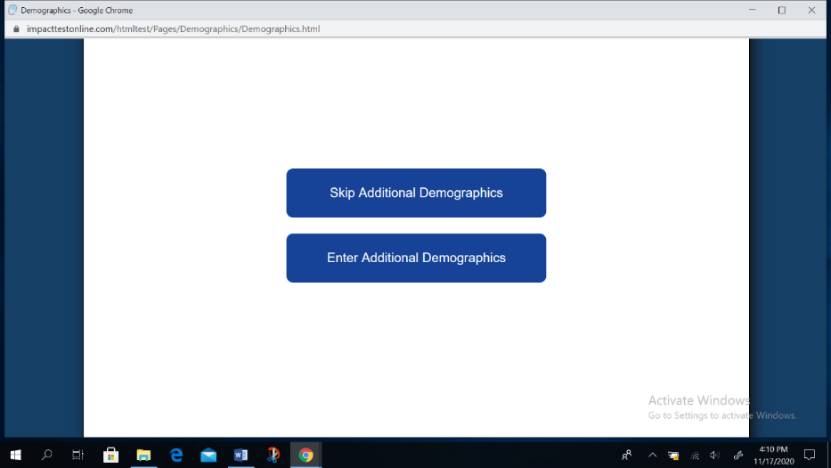 Demographics - Google Chrome
impacttestonline.com/htmltest/Pages/Demographics/Demographics.html
Skip Additional Demographics
Enter Additional Demographics
Activate Windows
Go to Settings to activate Windows.
4:10 PM
11/17/2020